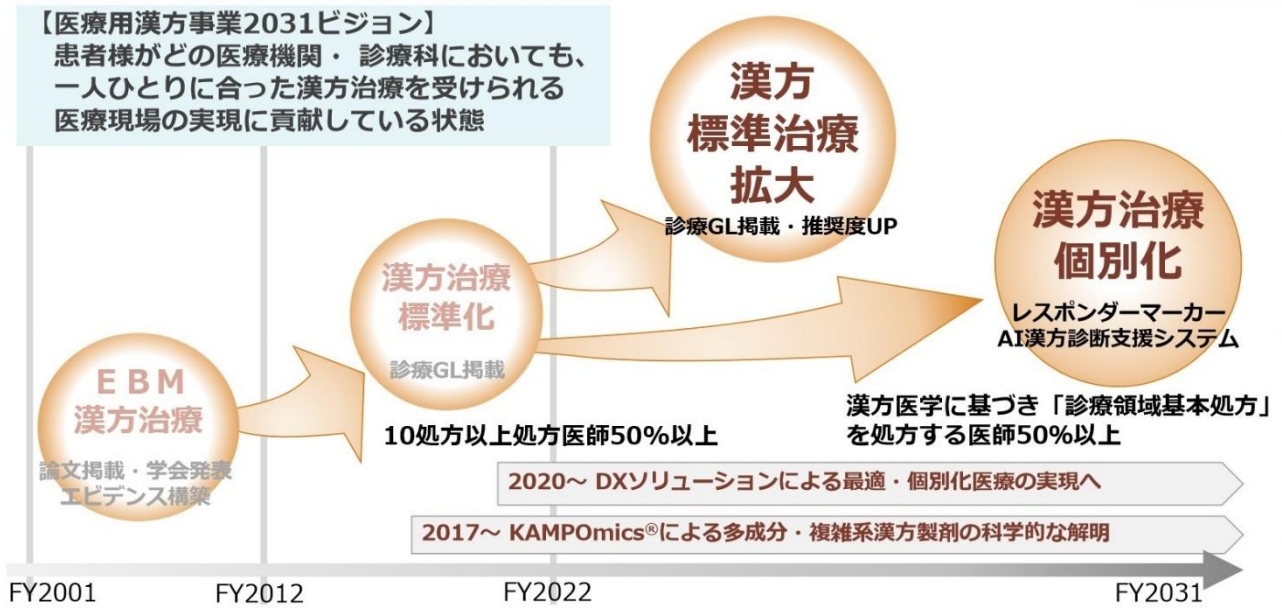 【医療用漢方事業2031ビジョン】
患者様がどの医療機関・ 診療科においても、
一人ひとりに合った漢方治療を受けられる
医療現場の実現に貢献している状態
漢方
標準治療
拡大
診療GL掲載・推奨度UP
漢方治療
個別化
レスポンダーマーカー
AI漢方診断支援システム
漢方治療
標準化
診療GL掲載
ＥＢＭ
漢方治療
論文掲載・学会発表
エビデンス構築
10処方以上処方医師50%以上
漢方医学に基づき「診療領域基本処方」
を処方する医師50%以上
2020～ DXソリューションによる最適・個別化医療の実現へ
2017～ KAMPOmics®による多成分・複雑系漢方製剤の科学的な解明
FY2001
FY2012
FY2022
FY2031